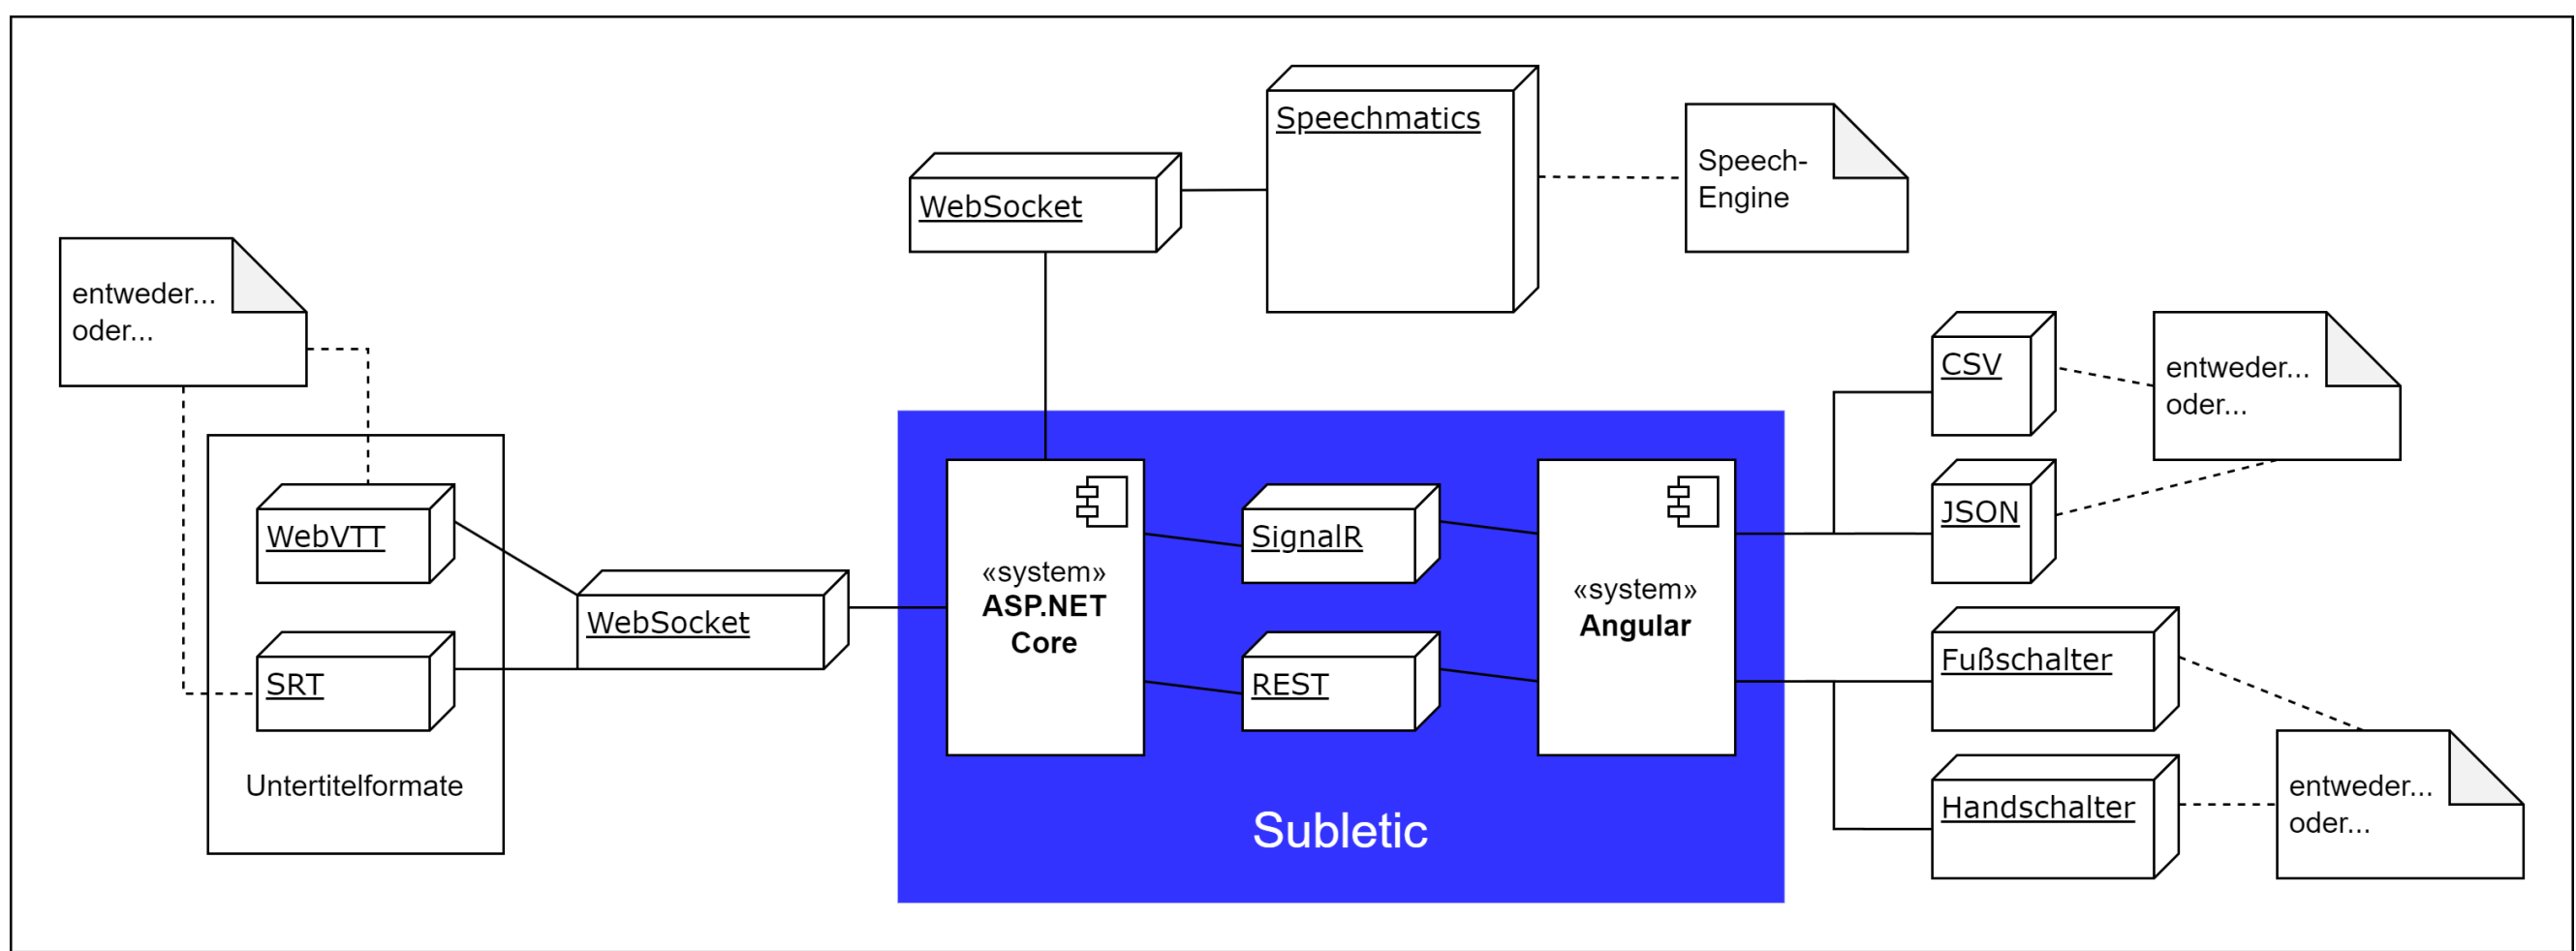 Speechmatics
Speech-
Engine
WebSocket
entweder...
oder...
CSV
entweder...
oder...
JSON
WebVTT
SignalR
«system»
ASP.NET
Core
«system»
Angular
WebSocket
SRT
REST
Fußschalter
Untertitelformate
Handschalter
entweder...
oder...
Subletic